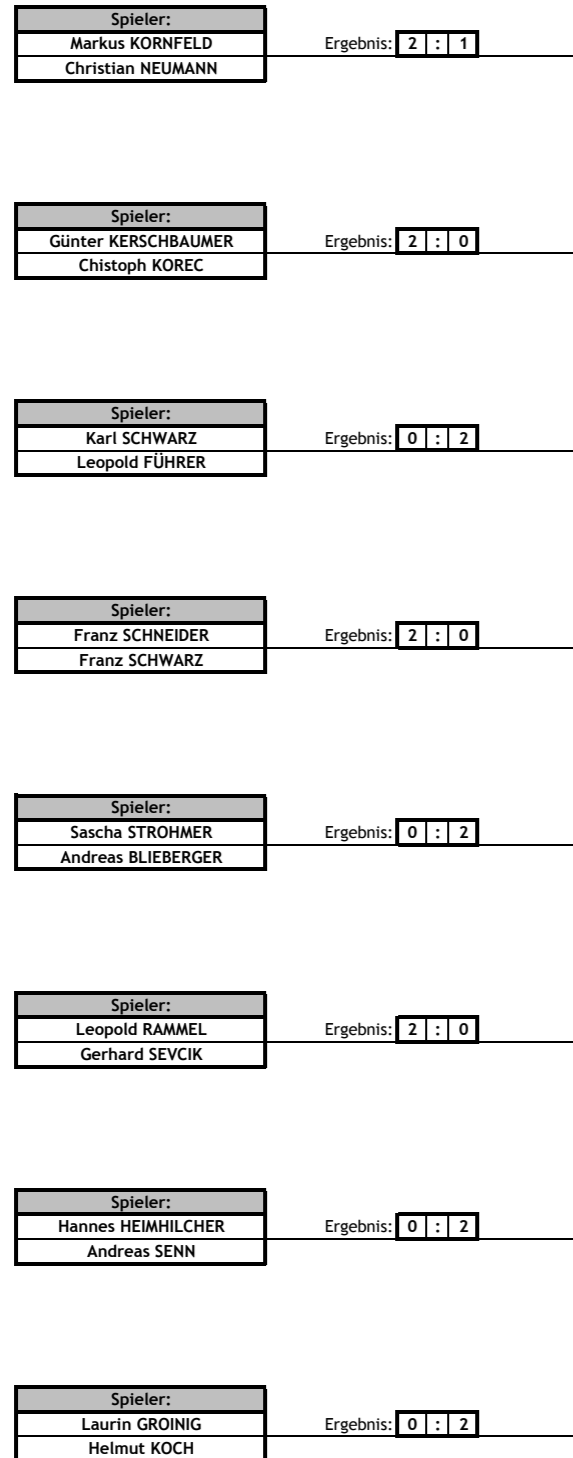 Spieler:
Markus KORNFELD Ergebnis: 2 : 1
Christian NEUMANN
Spieler:
Günter KERSCHBAUMER Ergebnis: 2 : 0
Chistoph KOREC
Spieler:
Karl SCHWARZ Ergebnis: 0 : 2
Leopold FÜHRER
Spieler:
Franz SCHNEIDER Ergebnis: 2 : 0
Franz SCHWARZ
Spieler:
Sascha STROHMER Ergebnis: 0 : 2
Andreas BLIEBERGER
Spieler:
Leopold RAMMEL Ergebnis: 2 : 0
Gerhard SEVCIK
Spieler:
Hannes HEIMHILCHER Ergebnis: 0 : 2
Andreas SENN
Spieler:
Laurin GROINIG Ergebnis: 0 : 2
Helmut KOCH